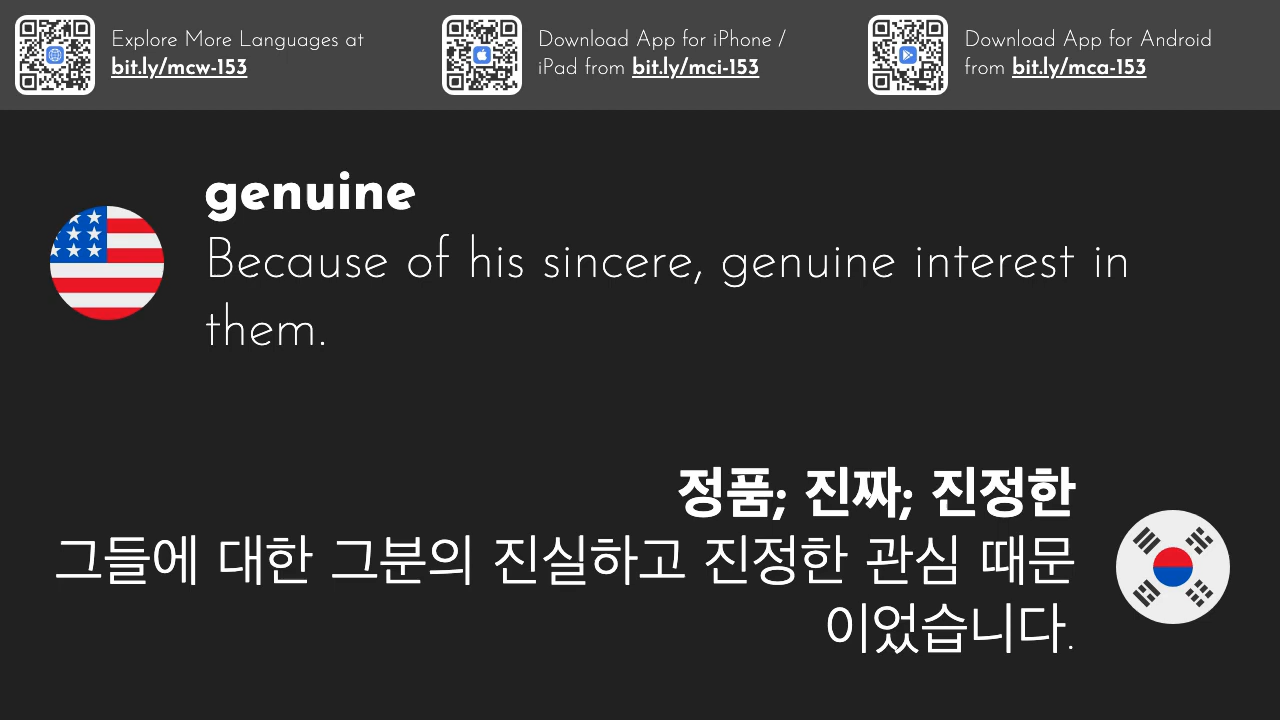 Explore More Languages at
bit.ly/mcw-153
Download App for iPhone /
iPad from bit.ly/mci-153
Download App for Android
from bit.ly/mca-153
genuine
Because of his sincere, genuine interest in
them.
정품; 진짜; 진정한
그들에 대한 그분의 진실하고 진정한 관심 때문
이었습니다.